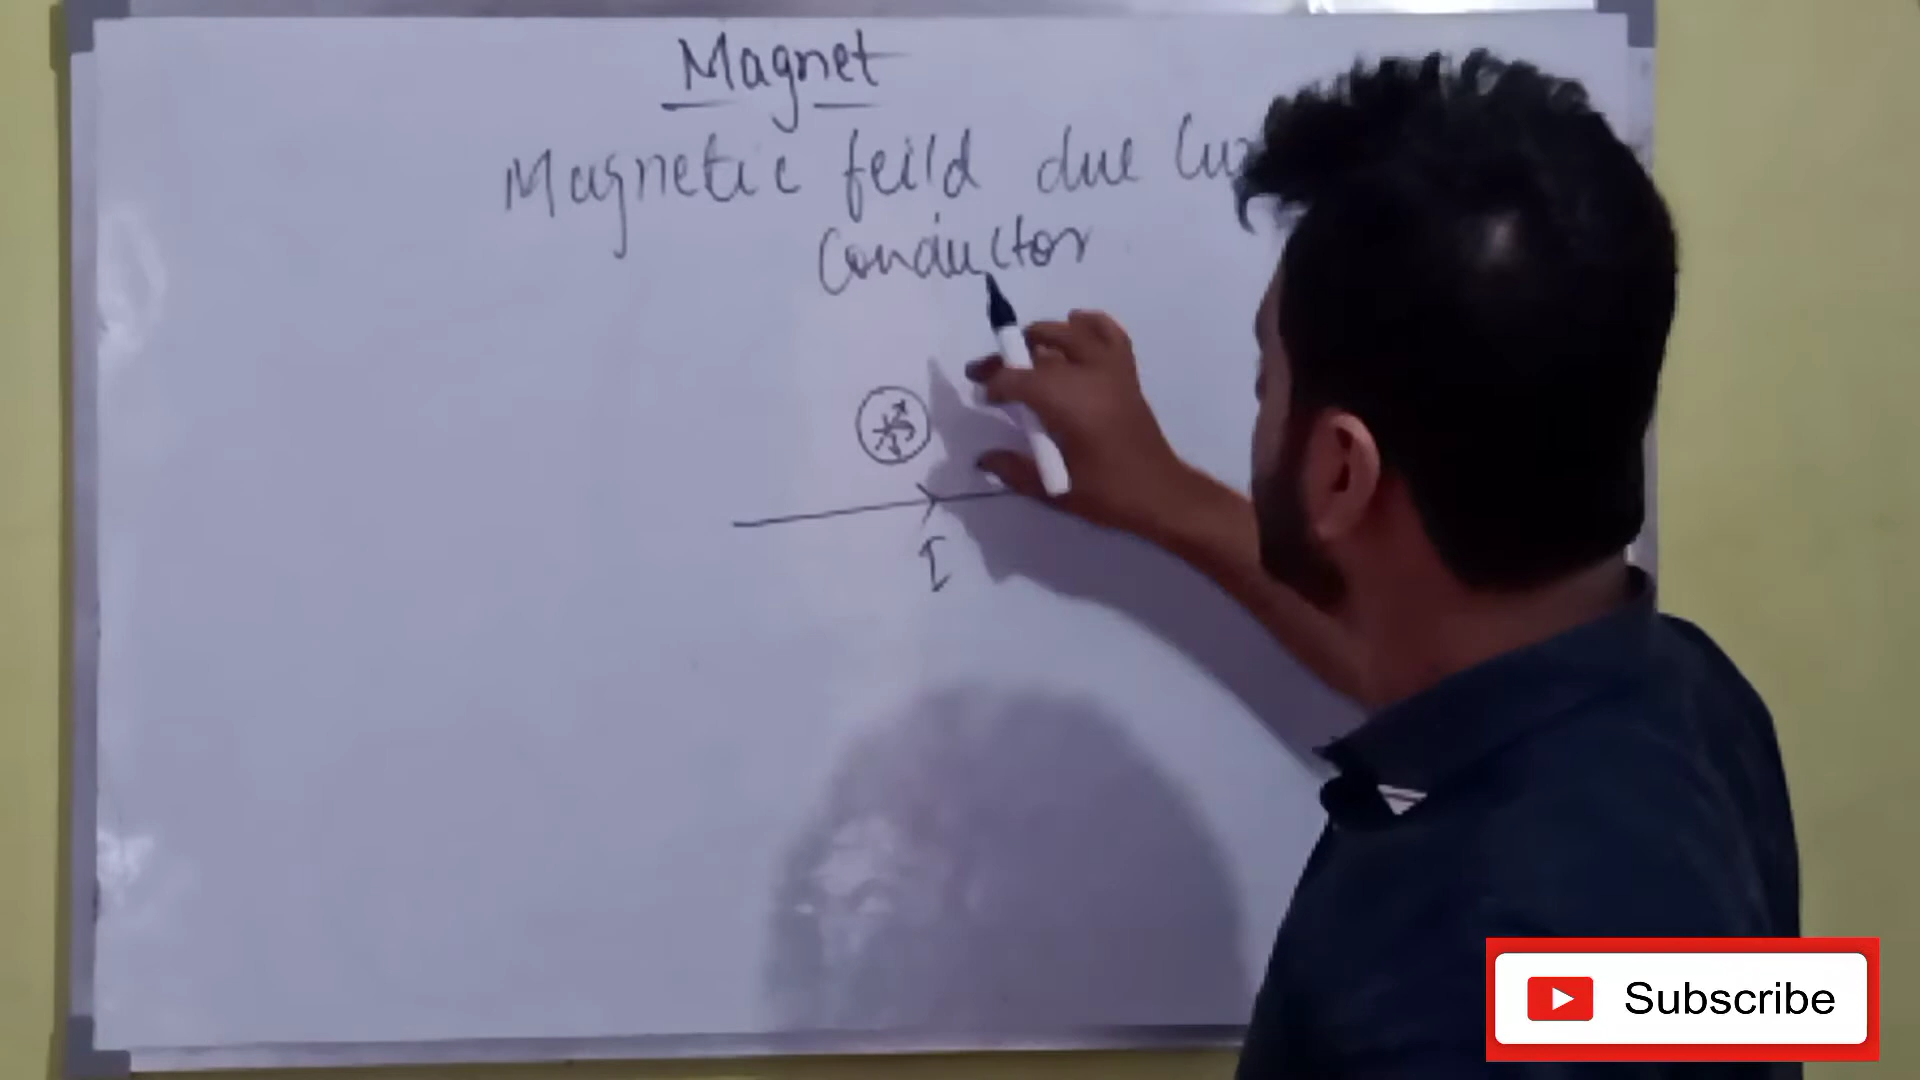 Magnet
Magnetic feild due
Conductor
I
Subscribe